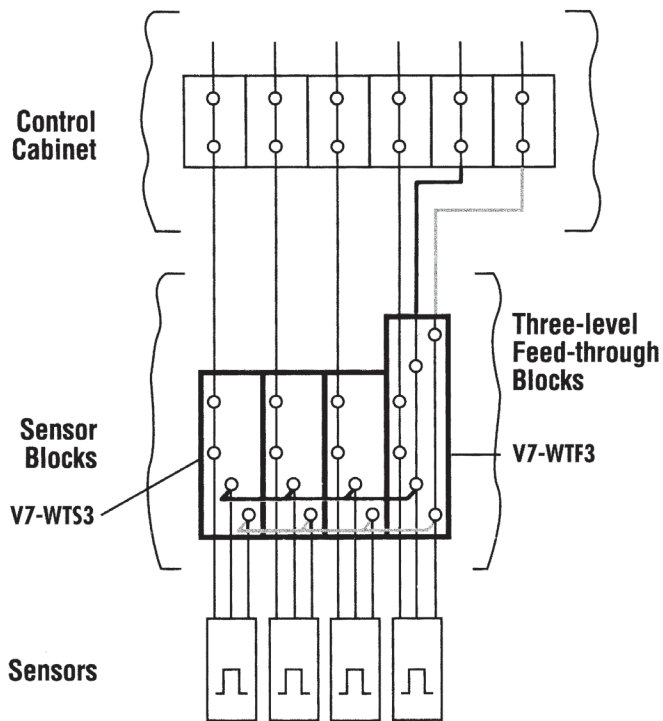 Control
Cabinet
Three-level
Feed-through
Blocks
Sensor
Blocks
V7-WTF3
V7-WTS3
Sensors